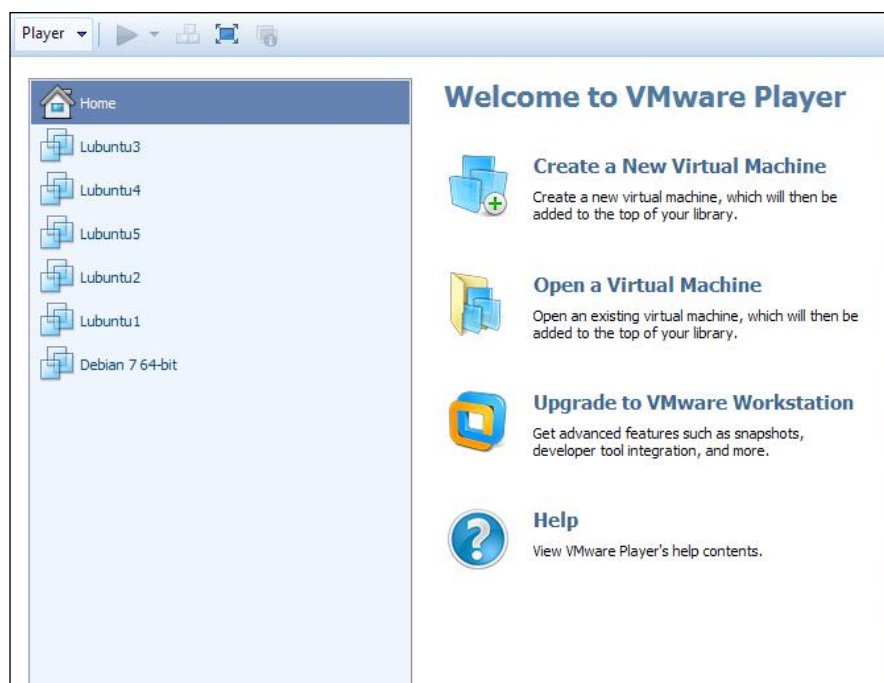 Player
Home
Lubuntu3
Lubuntu4
Lubuntu5
Lubuntu2
Lubuntu1
Debian 7 64-bit
Welcome to VMware Player
Create a New Virtual Machine
Create a new virtual machine, which will then be
added to the top of your library.
Open a Virtual Machine
Open an existing virtual machine, which will then be
added to the top of your library.
Upgrade to VMware Workstation
Get advanced features such as snapshots,
developer tool integration, and more.
Help
View VMware Player's help contents.